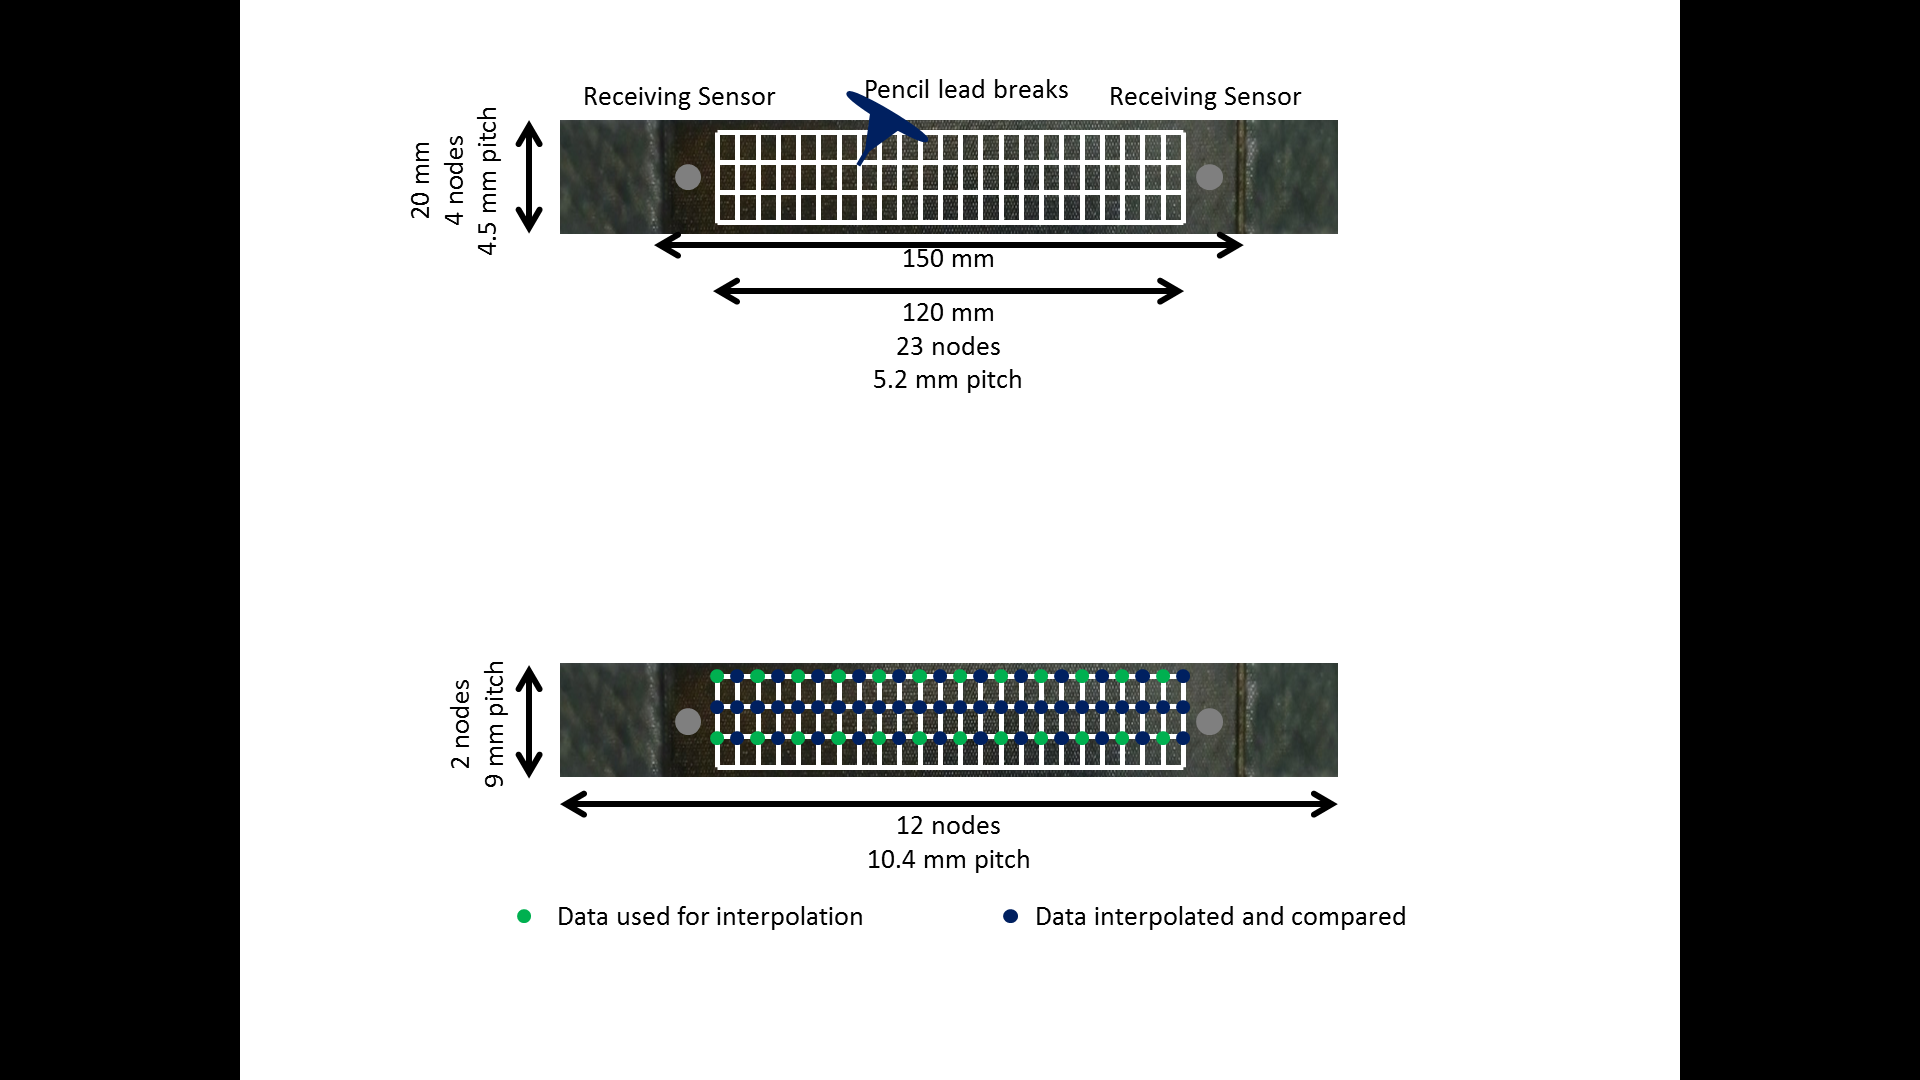 Receiving Sensor
Pencil lead breaks
Receiving Sensor
20 mm
4 nodes
4.5 mm pitch
150 mm
120 mm
23 nodes
5.2 mm pitch
2 nodes
9 mm pitch
12 nodes
10.4 mm pitch
Data used for interpolation
Data interpolated and compared